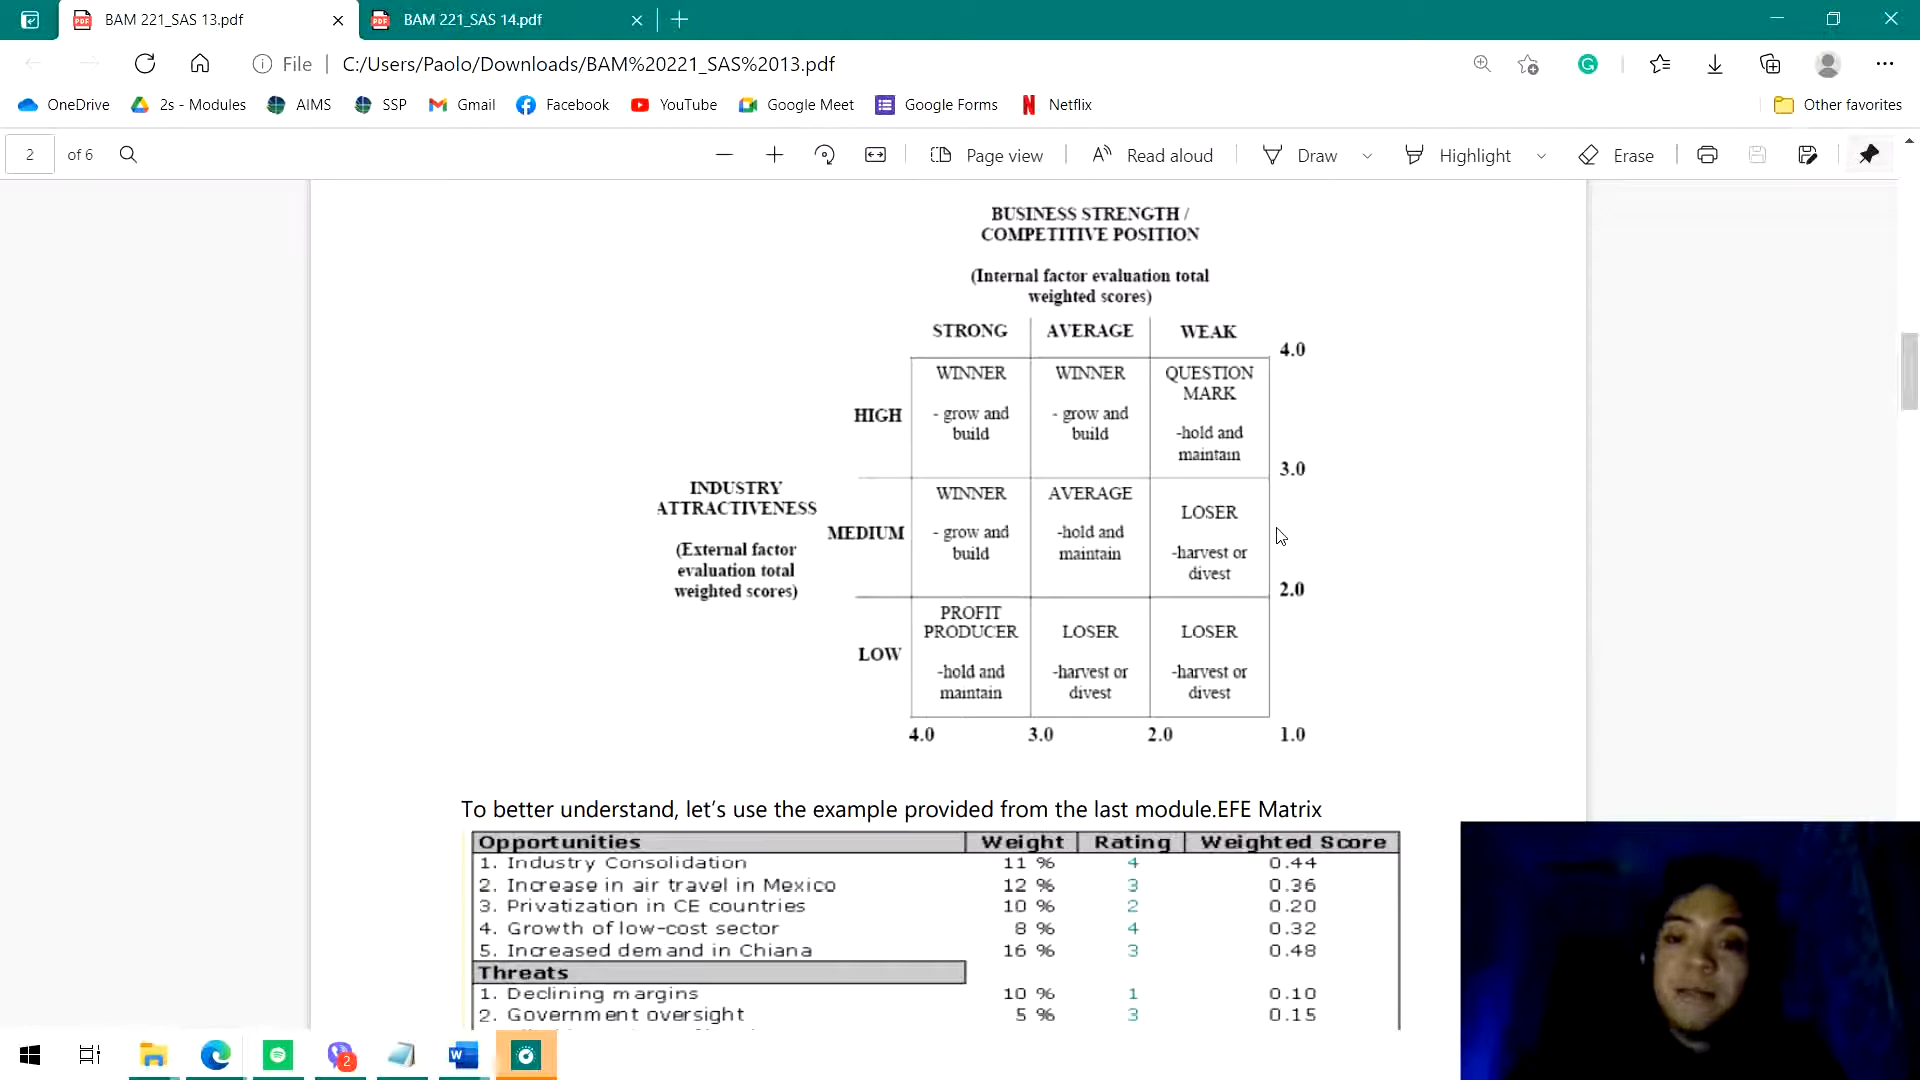 BAM 221_SAS 13.pdf
BAM 221_SAS 14.pdf
File
C:/Users/Paolo/Downloads/BAM%20221_SAS%2013.pdf
OneDrive
2s - Modules
AIMS
SSP
Gmail
Facebook
YouTube
Google Meet
Google Forms
Netflix
Other favorites
2 of 6
Page view
Read aloud
Draw
Highlight
Erase
BUSINESS STRENGTH /
COMPETITIVE POSITION
(Internal factor evaluation total
weighted scores)
STRONG AVERAGE WEAK
4.0
HIGH
WINNER
- grow and
build
WINNER
- grow and
build
QUESTION
MARK
-hold and
maintain
3.0
INDUSTRY
ATTRACTIVENESS
(External factor
evaluation total
weighted scores)
MEDIUM
WINNER
- grow and
build
AVERAGE
-hold and
maintain
LOSER
-harvest or
divest
2.0
LOW
PROFIT
PRODUCER
-hold and
maintain
LOSER
-harvest or
divest
LOSER
-harvest or
divest
4.0 3.0 2.0 1.0
To better understand, let's use the example provided from the last module.EFE Matrix
Opportunities Weight Rating Weighted Score
1. Industry Consolidation 11 % 4 0.44
2. Increase in air travel in Mexico 12 % 3 0.36
3. Privatization in CE countries 10 % 2 0.20
4. Growth of low-cost sector 8 % 4 0.32
5. Increased demand in Chiana 16 % 3 0.48
Threats
1. Declining margins 10 % 1 0.10
2. Government oversight 5 % 3 0.15
2